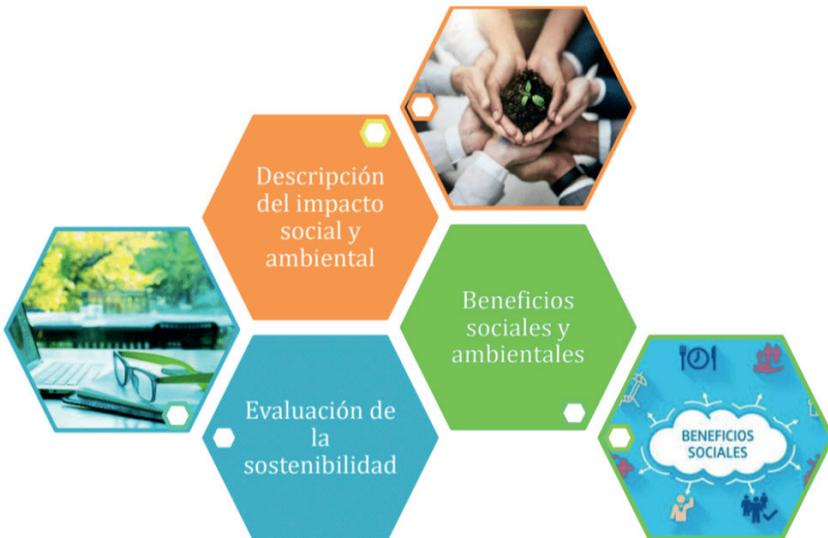 Descripción
del impacto
social y
ambiental
Beneficios
sociales y
ambientales
Evaluación de
la
sostenibilidad
BENEFICIOS
SOCIALES